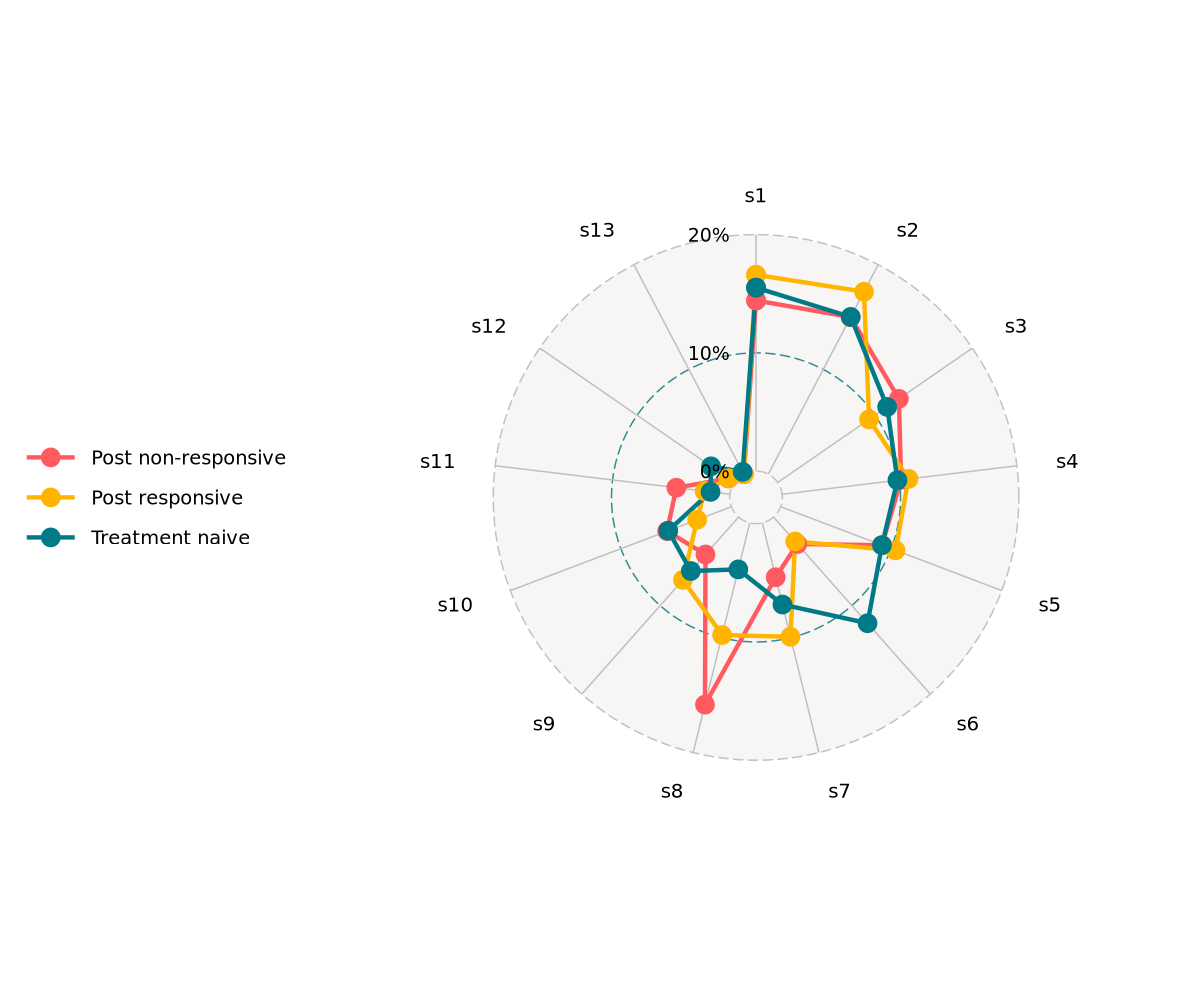 s1
s13
s2
20%
s12
s3
10%
Post non-responsive
s11
s4
0%
Post responsive
Treatment naive
s10
s5
s9
s6
s8
s7